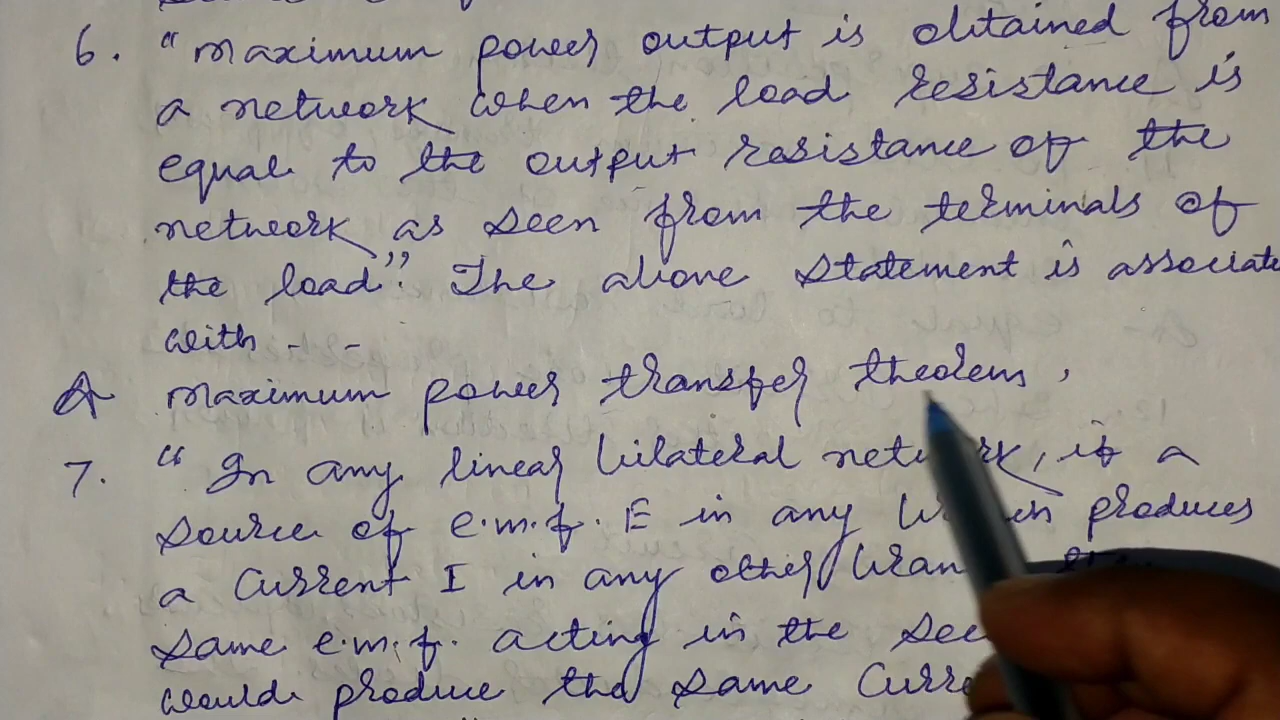 6. "Maximum power output is obtained from
a network when the load resistance is
equal to the output resistance of the
network as seen from the terminals of
the load". The above statement is associate
with - -
A maximum power transfer theorem,
7. "In any linear bilateral network, if a
source of e.m.f. E in any produces
a current I in any other
same e.m.f. acting in the
would produce the same